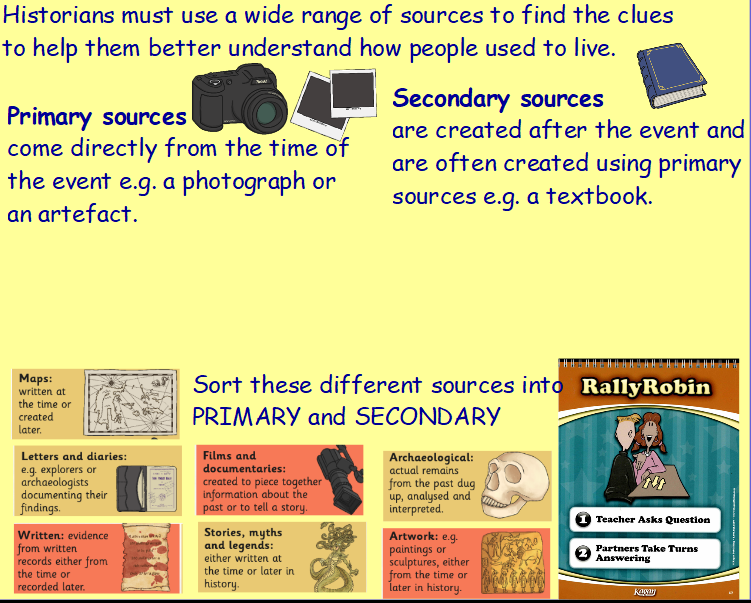 Historians must use a wide range of sources to find the clues
to help them better understand how people used to live.
Primary sources
come directly from the time of
the event e.g. a photograph or
an artefact.
Secondary sources
are created after the event and
are often created using primary
sources e.g. a textbook.
Sort these different sources into
PRIMARY and SECONDARY
Maps:
written at
the time or
created
later.
Letters and diaries:
e.g. explorers or
archaeologists
documenting their
findings.
Films and
documentaries:
created to piece together
information about the
past or to tell a story.
Archaeological:
actual remains
from the past dug
up, analysed and
interpreted.
Written: evidence
from written
records either from
the time or
recorded later.
Stories, myths
and legends:
either written at
the time or later in
history.
Artwork: e.g.
paintings or
sculptures, either
from the time or
later in history.
RallyRobin
1 Teacher Asks Question
2 Partners Take Turns
Answering
Kagan